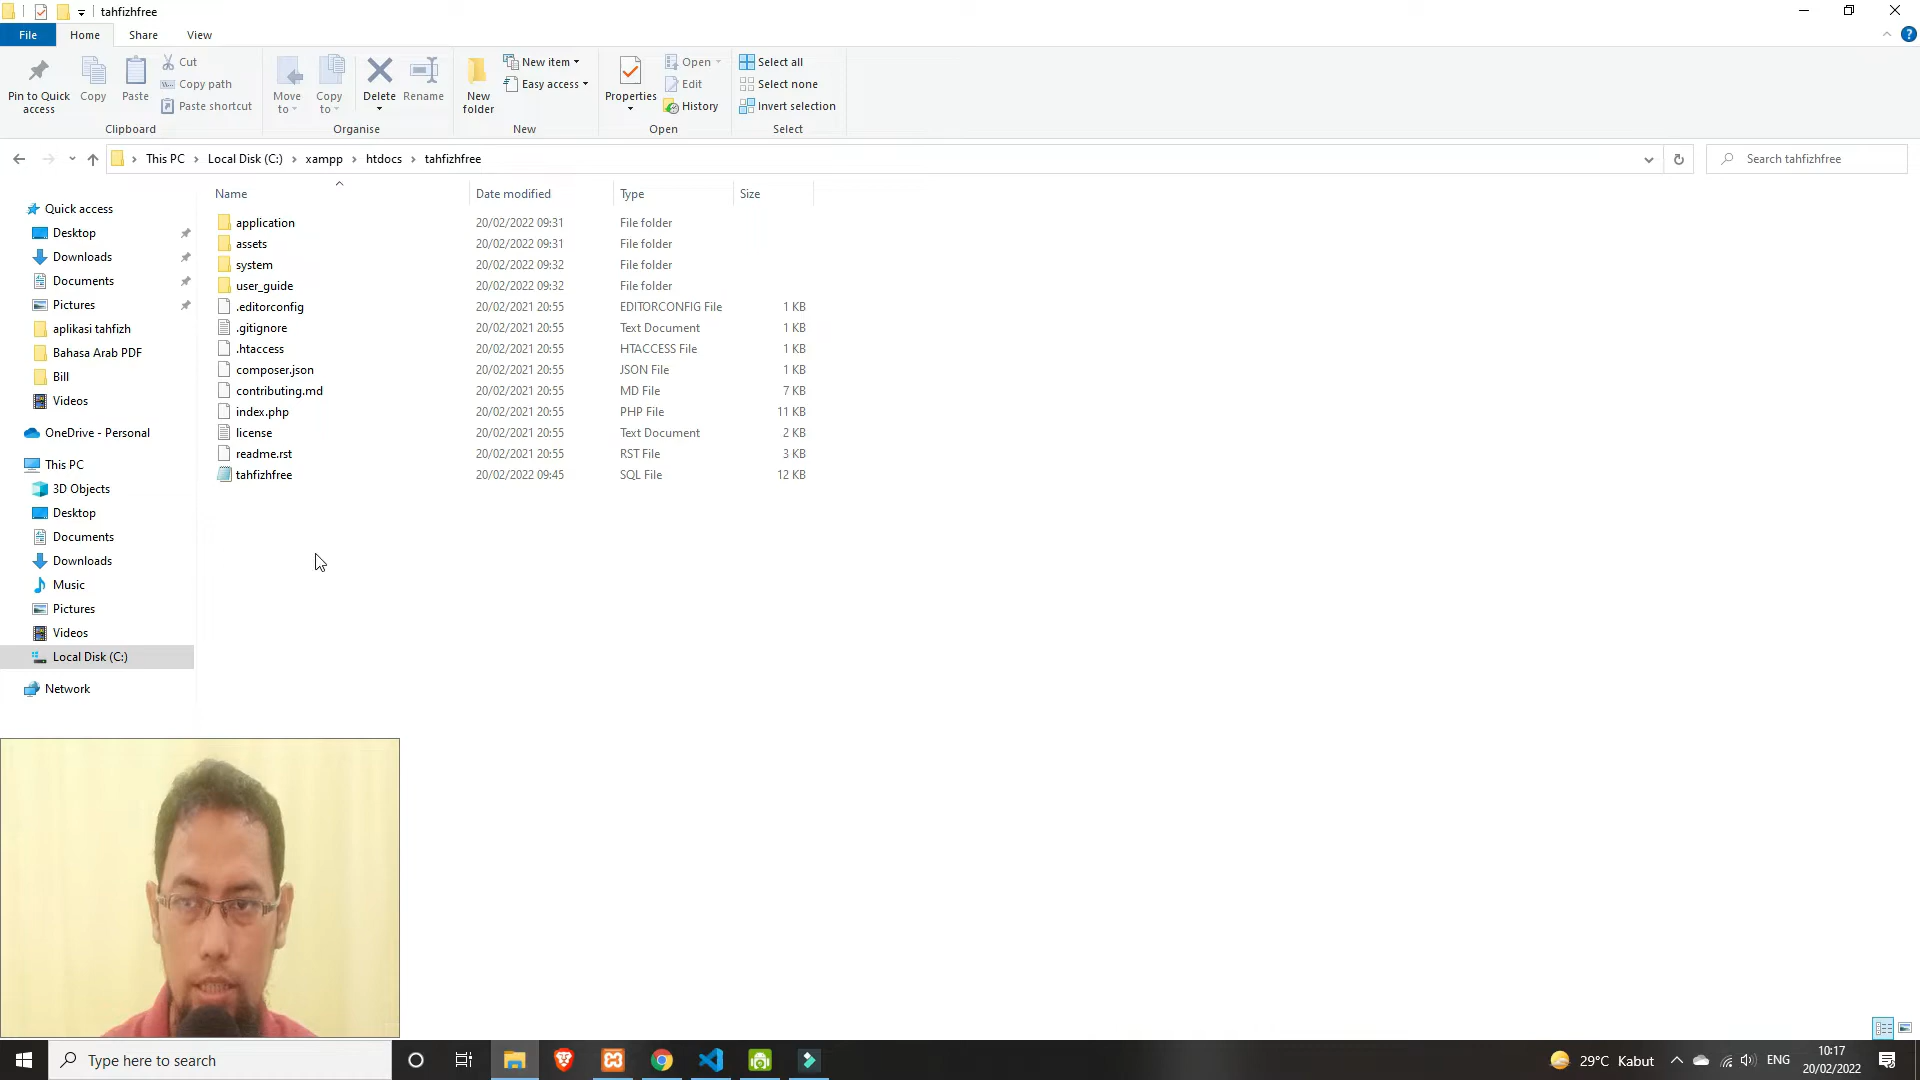 tahfizhfree
File Home Share View
Pin to Quick access
Copy
Paste
Cut
Copy path
Paste shortcut
Clipboard
Move to
Copy to
Delete
Rename
Organise
New folder
New item
Easy access
New
Properties
Open
Edit
History
Open
Select all
Select none
Invert selection
Select
This PC > Local Disk (C:) > xampp > htdocs > tahfizhfree
Search tahfizhfree
Name Date modified Type Size
application 20/02/2022 09:31 File folder
assets 20/02/2022 09:31 File folder
system 20/02/2022 09:32 File folder
user_guide 20/02/2022 09:32 File folder
.editorconfig 20/02/2021 20:55 EDITORCONFIG File 1 KB
.gitignore 20/02/2021 20:55 Text Document 1 KB
.htaccess 20/02/2021 20:55 HTACCESS File 1 KB
composer.json 20/02/2021 20:55 JSON File 1 KB
contributing.md 20/02/2021 20:55 MD File 7 KB
index.php 20/02/2021 20:55 PHP File 11 KB
license 20/02/2021 20:55 Text Document 2 KB
readme.rst 20/02/2021 20:55 RST File 3 KB
tahfizhfree 20/02/2022 09:45 SQL File 12 KB
Quick access
Desktop
Downloads
Documents
Pictures
aplikasi tahfizh
Bahasa Arab PDF
Bill
Videos
OneDrive - Personal
This PC
3D Objects
Desktop
Documents
Downloads
Music
Pictures
Videos
Local Disk (C:)
Network
Type here to search
29°C Kabut
ENG
10:17
20/02/2022